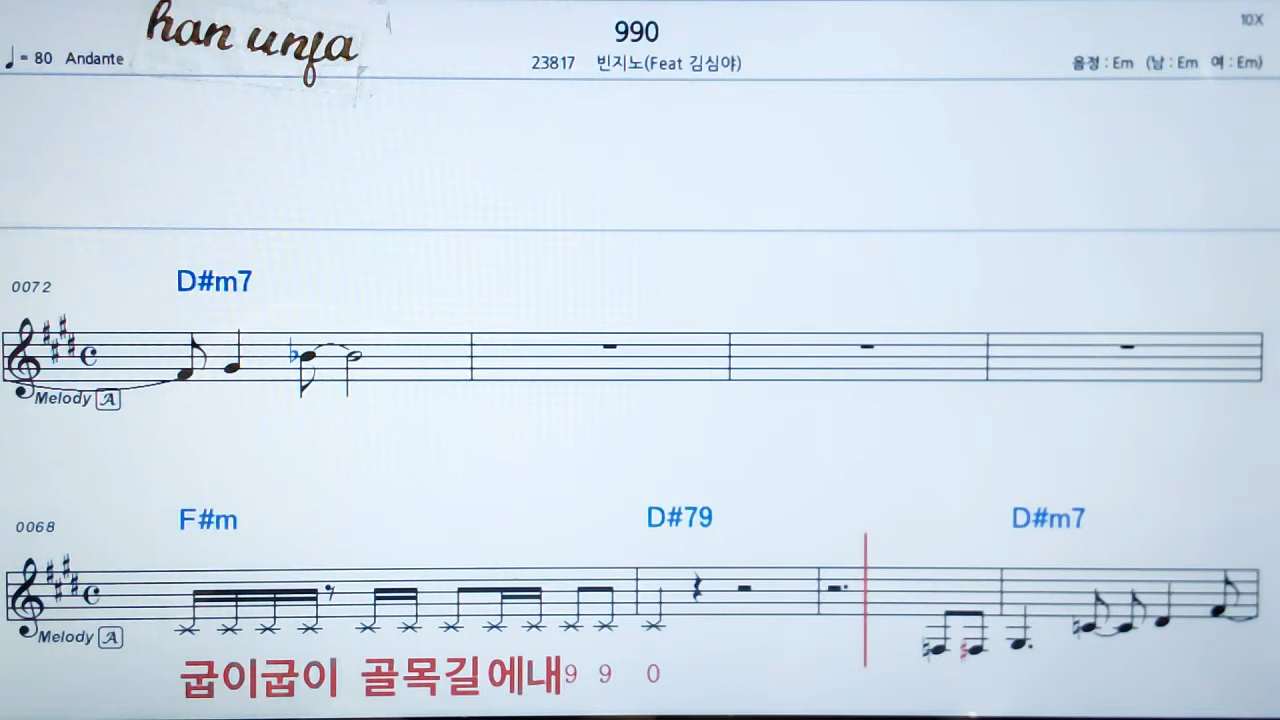 han unfa
990
10X
♩= 80 Andante
23817 빈지노(Feat 김심야)
음정 : Em (남 : Em 여 : Em)
0072
D#m7
Melody A
0068
F#m
D#79
D#m7
Melody A
굽이굽이 골목길에내9 9 0